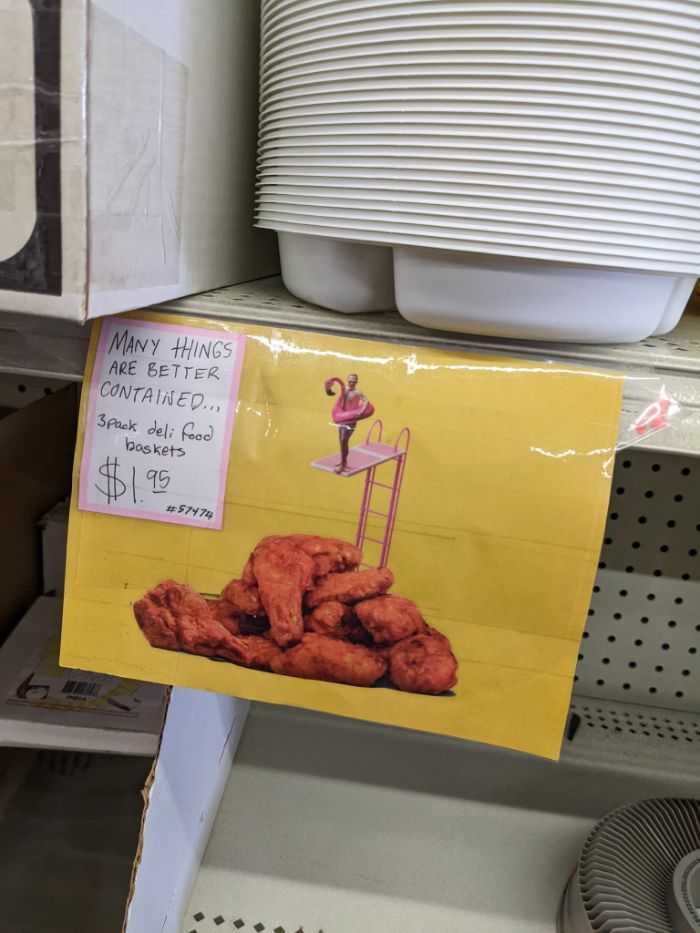 MANY THINGS
ARE BETTER
CONTAINED...
3pack deli food
baskets
$1.95
#57474